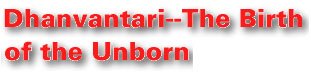 Dhanvantari--The Birth
of the Unborn